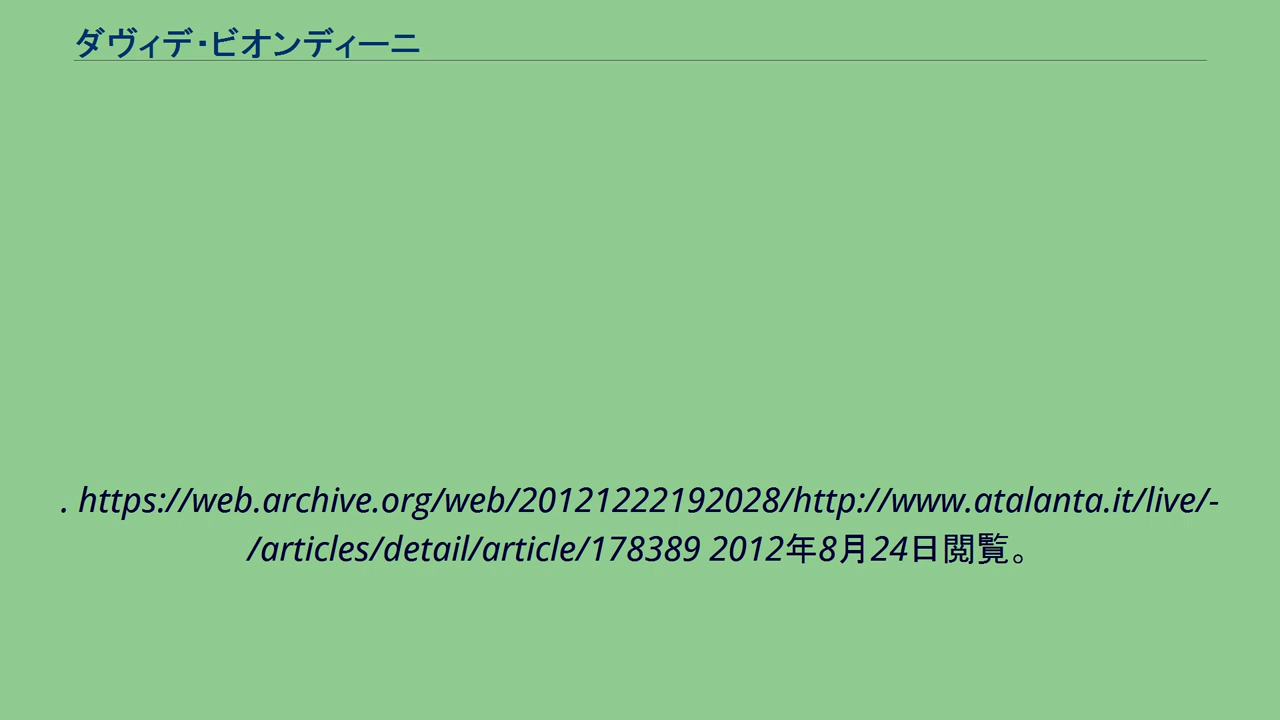 ダヴィデ・ビオンディーニ
. https://web.archive.org/web/20121222192028/http://www.atalanta.it/live/-
/articles/detail/article/178389 2012年8月24日閲覧。